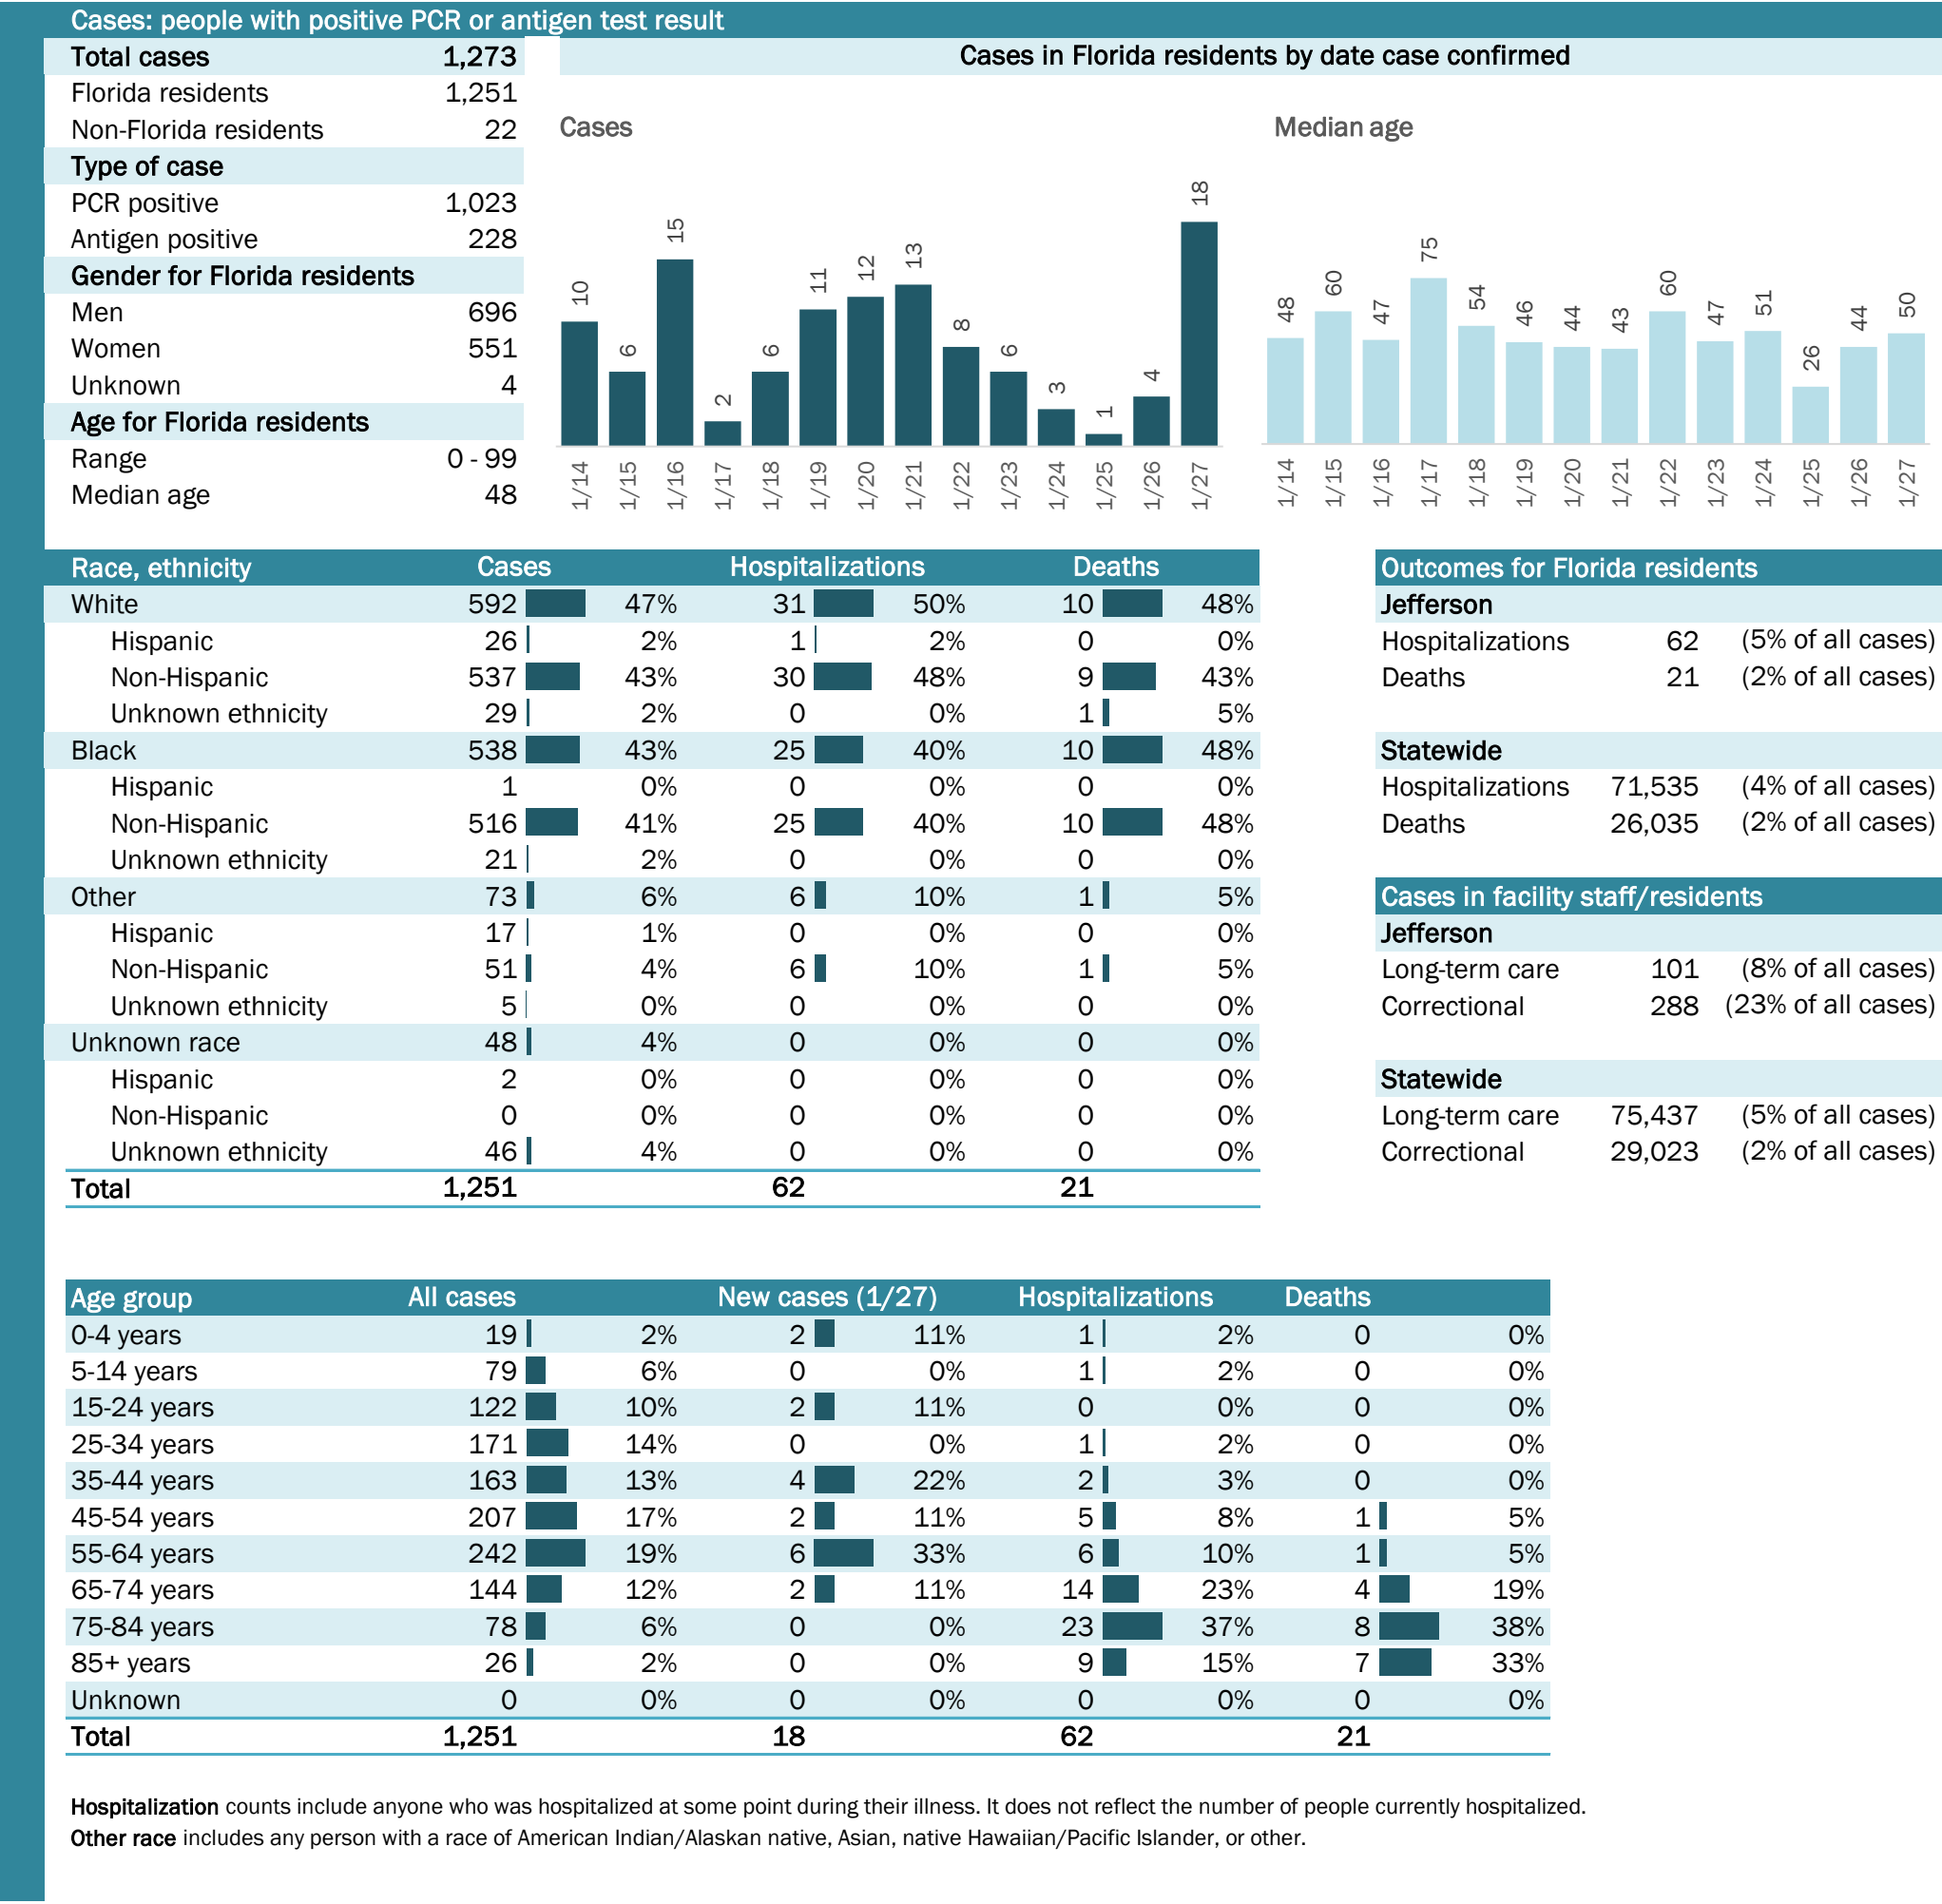 Cases: people with positive PCR or antigen test result
Total cases 1,273
Florida residents 1,251
Non-Florida residents 22
Type of case
PCR positive 1,023
Antigen positive 228
Gender for Florida residents
Men 696
Women 551
Unknown 4
Age for Florida residents
Range 0 - 99
Median age 48
Cases in Florida residents by date case confirmed
Cases
10 6 15 2 6 11 12 13 8 6 3 1 4 18
1/14 1/15 1/16 1/17 1/18 1/19 1/20 1/21 1/22 1/23 1/24 1/25 1/26 1/27
Median age
48 60 47 75 54 46 44 43 60 47 51 26 44 50
1/14 1/15 1/16 1/17 1/18 1/19 1/20 1/21 1/22 1/23 1/24 1/25 1/26 1/27
Race, ethnicity Cases Hospitalizations Deaths
White 592 47% 31 50% 10 48%
Hispanic 26 2% 1 2% 0 0%
Non-Hispanic 537 43% 30 48% 9 43%
Unknown ethnicity 29 2% 0 0% 1 5%
Black 538 43% 25 40% 10 48%
Hispanic 1 0% 0 0% 0 0%
Non-Hispanic 516 41% 25 40% 10 48%
Unknown ethnicity 21 2% 0 0% 0 0%
Other 73 6% 6 10% 1 5%
Hispanic 17 1% 0 0% 0 0%
Non-Hispanic 51 4% 6 10% 1 5%
Unknown ethnicity 5 0% 0 0% 0 0%
Unknown race 48 4% 0 0% 0 0%
Hispanic 2 0% 0 0% 0 0%
Non-Hispanic 0 0% 0 0% 0 0%
Unknown ethnicity 46 4% 0 0% 0 0%
Total 1,251 62 21
Outcomes for Florida residents
Jefferson
Hospitalizations 62 (5% of all cases)
Deaths 21 (2% of all cases)
Statewide
Hospitalizations 71,535 (4% of all cases)
Deaths 26,035 (2% of all cases)
Cases in facility staff/residents
Jefferson
Long-term care 101 (8% of all cases)
Correctional 288 (23% of all cases)
Statewide
Long-term care 75,437 (5% of all cases)
Correctional 29,023 (2% of all cases)
Age group All cases New cases (1/27) Hospitalizations Deaths
0-4 years 19 2% 2 11% 1 2% 0 0%
5-14 years 79 6% 0 0% 1 2% 0 0%
15-24 years 122 10% 2 11% 0 0% 0 0%
25-34 years 171 14% 0 0% 1 2% 0 0%
35-44 years 163 13% 4 22% 2 3% 0 0%
45-54 years 207 17% 2 11% 5 8% 1 5%
55-64 years 242 19% 6 33% 6 10% 1 5%
65-74 years 144 12% 2 11% 14 23% 4 19%
75-84 years 78 6% 0 0% 23 37% 8 38%
85+ years 26 2% 0 0% 9 15% 7 33%
Unknown 0 0% 0 0% 0 0% 0 0%
Total 1,251 18 62 21
Hospitalization counts include anyone who was hospitalized at some point during their illness. It does not reflect the number of people currently hospitalized.
Other race includes any person with a race of American Indian/Alaskan native, Asian, native Hawaiian/Pacific Islander, or other.